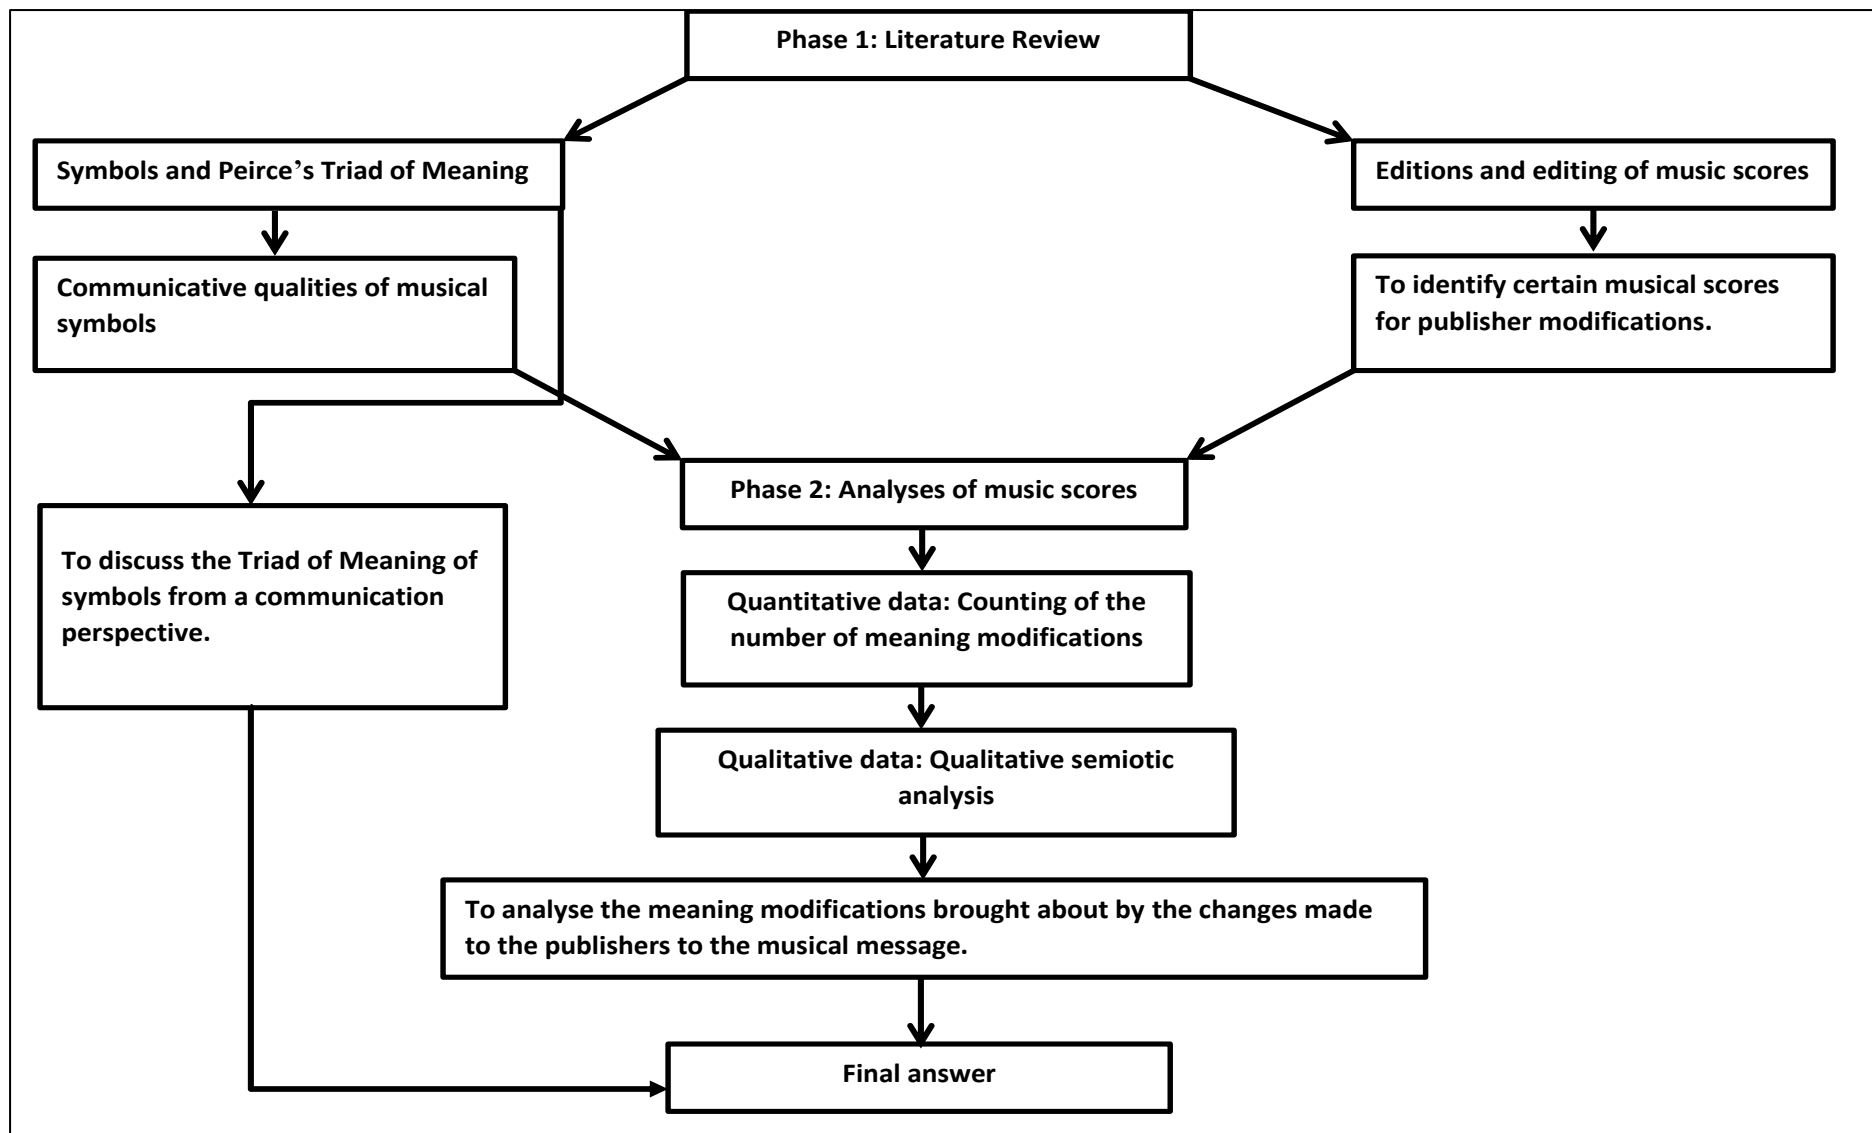 Phase 1: Literature Review
Symbols and Peirce’s Triad of Meaning
Editions and editing of music scores
Communicative qualities of musical
symbols
To identify certain musical scores
for publisher modifications.
Phase 2: Analyses of music scores
To discuss the Triad of Meaning of
symbols from a communication
perspective.
Quantitative data: Counting of the
number of meaning modifications
Qualitative data: Qualitative semiotic
analysis
To analyse the meaning modifications brought about by the changes made
to the publishers to the musical message.
Final answer